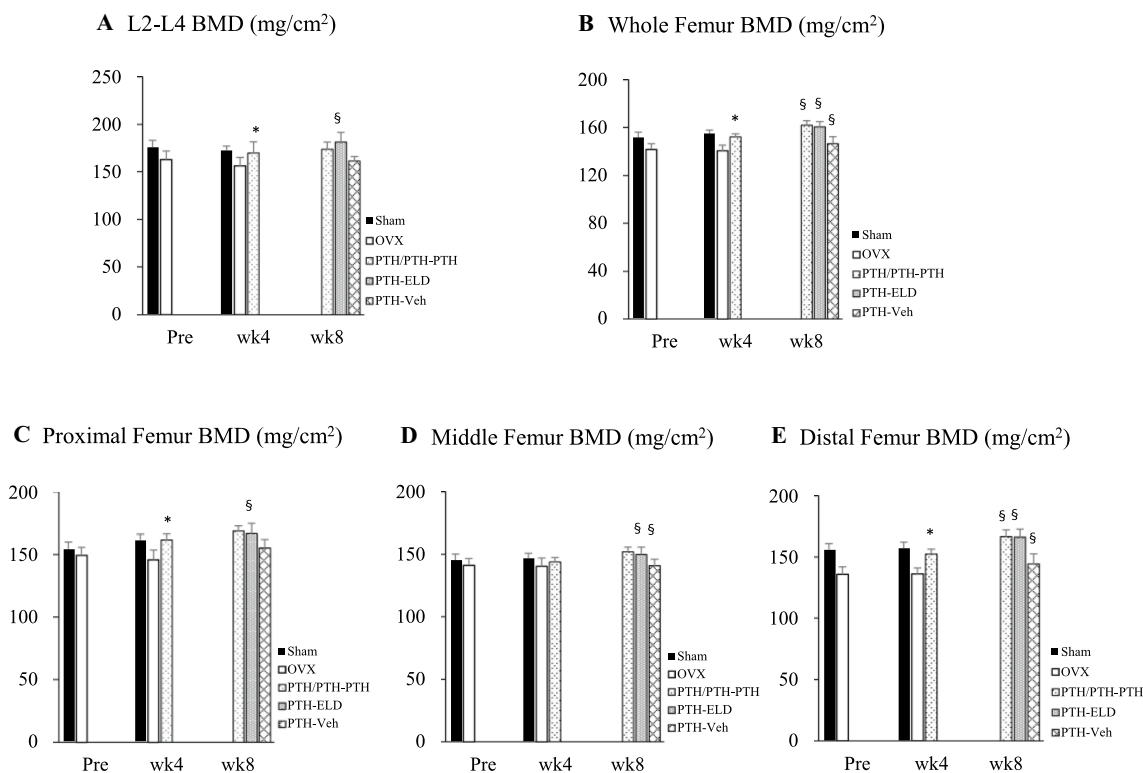 A L2-L4 BMD (mg/cm²)
250
200
150
100
50
0
*
§
Pre wk4 wk8
Sham
OVX
PTH/PTH-PTH
PTH-ELD
PTH-Veh
B Whole Femur BMD (mg/cm²)
200
160
120
80
40
0
*
§ § §
Pre wk4 wk8
Sham
OVX
PTH/PTH-PTH
PTH-ELD
PTH-Veh
C Proximal Femur BMD (mg/cm²)
200
150
100
50
0
*
§
Pre wk4 wk8
Sham
OVX
PTH/PTH-PTH
PTH-ELD
PTH-Veh
D Middle Femur BMD (mg/cm²)
200
150
100
50
0
§ §
Pre wk4 wk8
Sham
OVX
PTH/PTH-PTH
PTH-ELD
PTH-Veh
E Distal Femur BMD (mg/cm²)
200
150
100
50
0
*
§ § §
Pre wk4 wk8
Sham
OVX
PTH/PTH-PTH
PTH-ELD
PTH-Veh